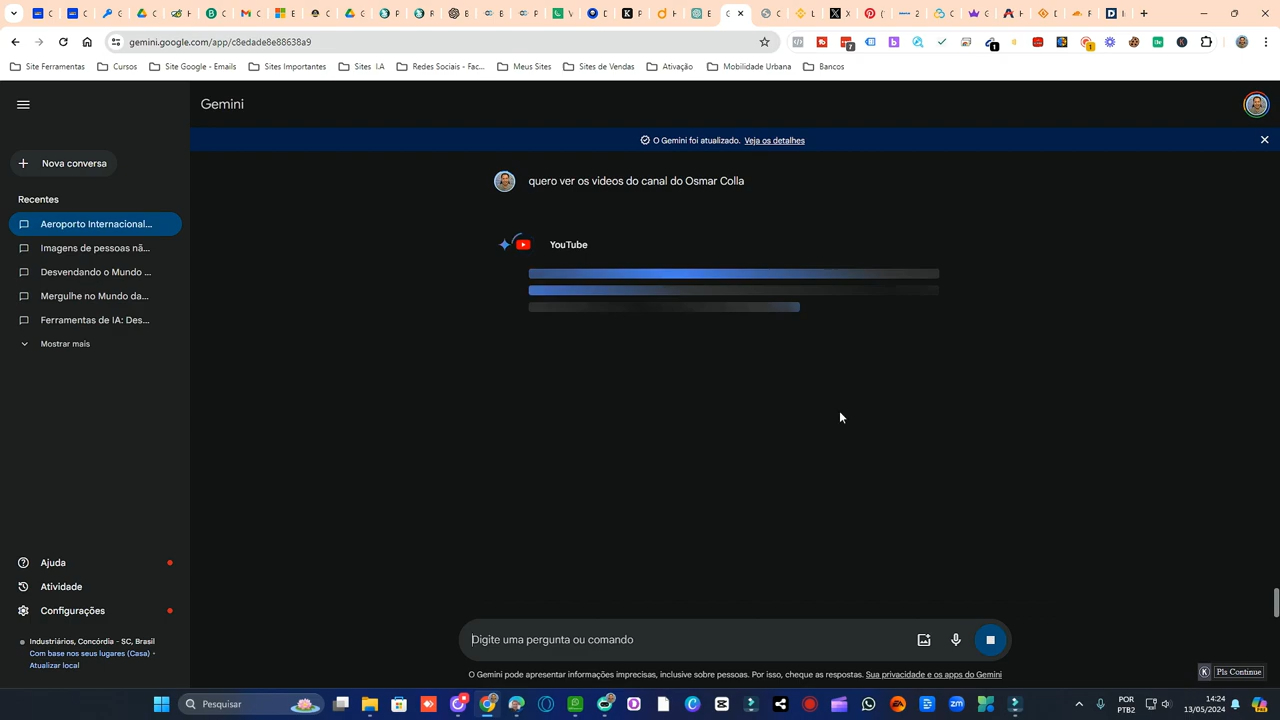 gemini.google.com/app/c8edade8e88638a9
Site Ferramentas
Cursos
Site Google - Emails
Sites Importantes
Sites I.A
Redes Sociais - Fac...
Meus Sites
Sites de Vendas
Ativação
Mobilidade Urbana
Bancos
Gemini
O Gemini foi atualizado. Veja os detalhes
Nova conversa
Recentes
Aeroporto Internacional...
Imagens de pessoas nã...
Desvendando o Mundo ...
Mergulhe no Mundo da...
Ferramentas de IA: Des...
Mostrar mais
quero ver os videos do canal do Osmar Colla
YouTube
Ajuda
Atividade
Configurações
Industriários, Concórdia - SC, Brasil
Com base nos seus lugares (Casa) •
Atualizar local
Digite uma pergunta ou comando
O Gemini pode apresentar informações imprecisas, inclusive sobre pessoas. Por isso, cheque as respostas. Sua privacidade e os apps do Gemini
K Pls Continue
Pesquisar
POR
PTB2
14:24
13/05/2024